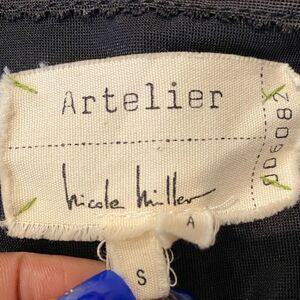 Artelier
Nicole Miller
DD6082
A
S